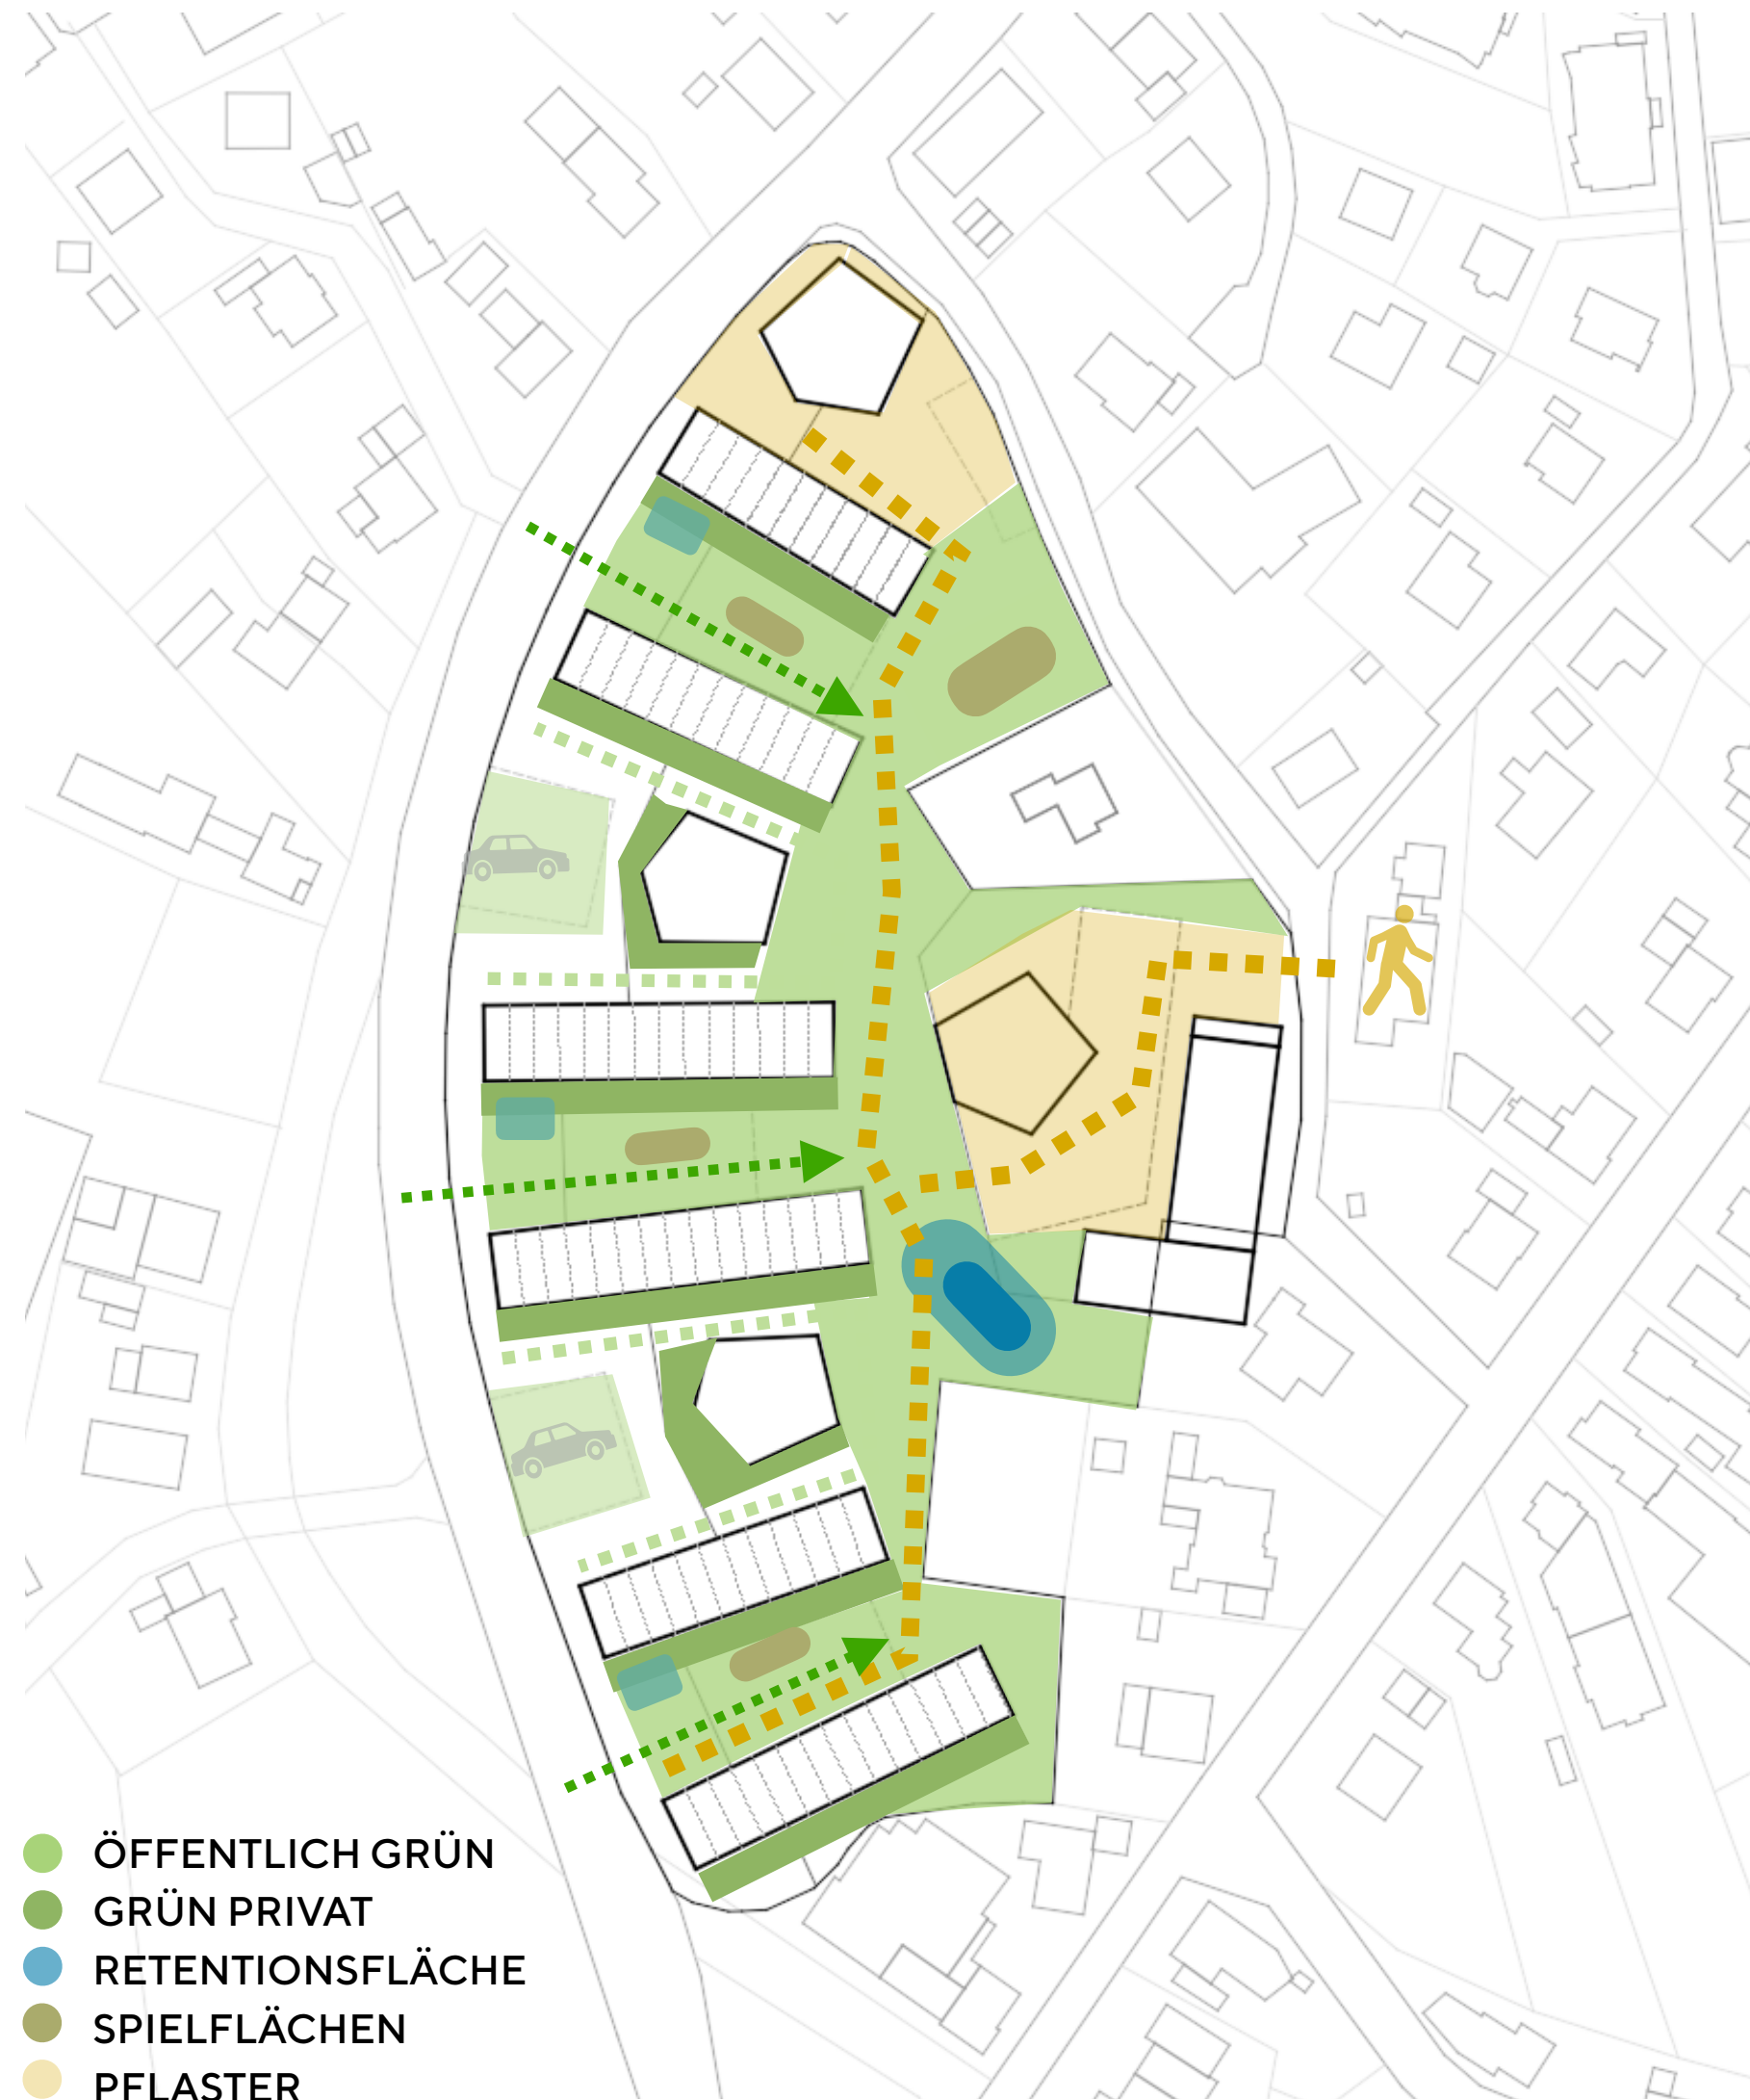 ÖFFENTLICH GRÜN
GRÜN PRIVAT
RETENTIONSFLÄCHE
SPIELFLÄCHEN
PFLASTER